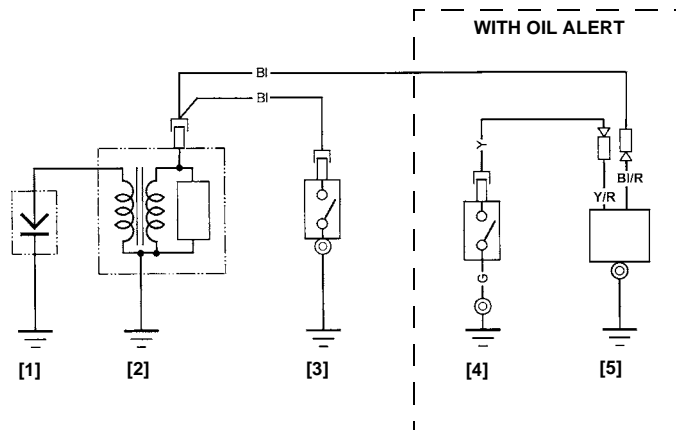 WITH OIL ALERT
Bl
Bl
Y
Bl/R
Y/R
G
[1]
[2]
[3]
[4]
[5]